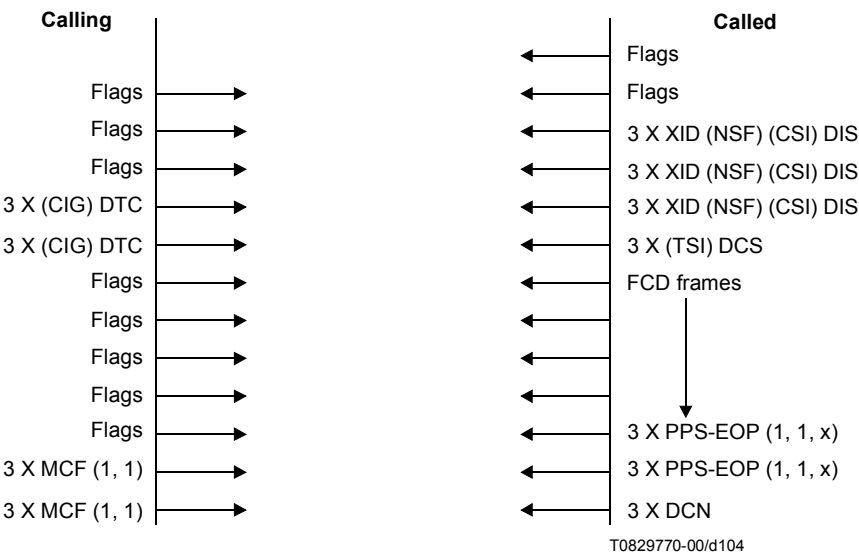 Calling Called
Flags
Flags Flags
Flags 3 X XID (NSF) (CSI) DIS
Flags 3 X XID (NSF) (CSI) DIS
3 X (CIG) DTC 3 X XID (NSF) (CSI) DIS
3 X (CIG) DTC 3 X (TSI) DCS
Flags FCD frames
Flags
Flags
Flags
Flags 3 X PPS-EOP (1, 1, x)
3 X MCF (1, 1) 3 X PPS-EOP (1, 1, x)
3 X MCF (1, 1) 3 X DCN
T0829770-00/d104